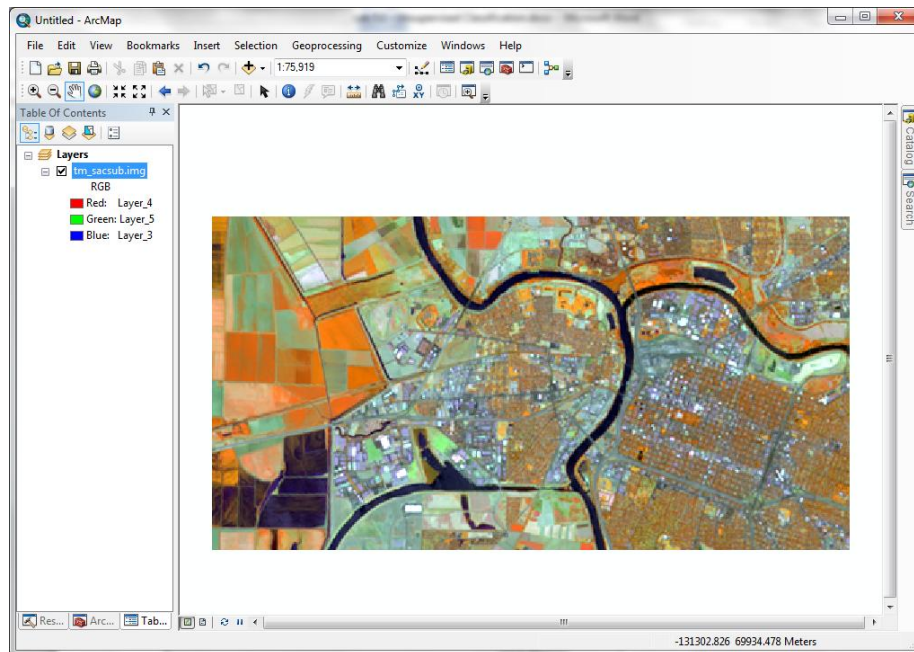 Untitled - ArcMap
File Edit View Bookmarks Insert Selection Geoprocessing Customize Windows Help
1:75,919
Table Of Contents
Layers
tm_sacsub.img
RGB
Red: Layer_4
Green: Layer_5
Blue: Layer_3
Catalog
Search
Res... Arc... Tab...
-131302.826 69934.478 Meters